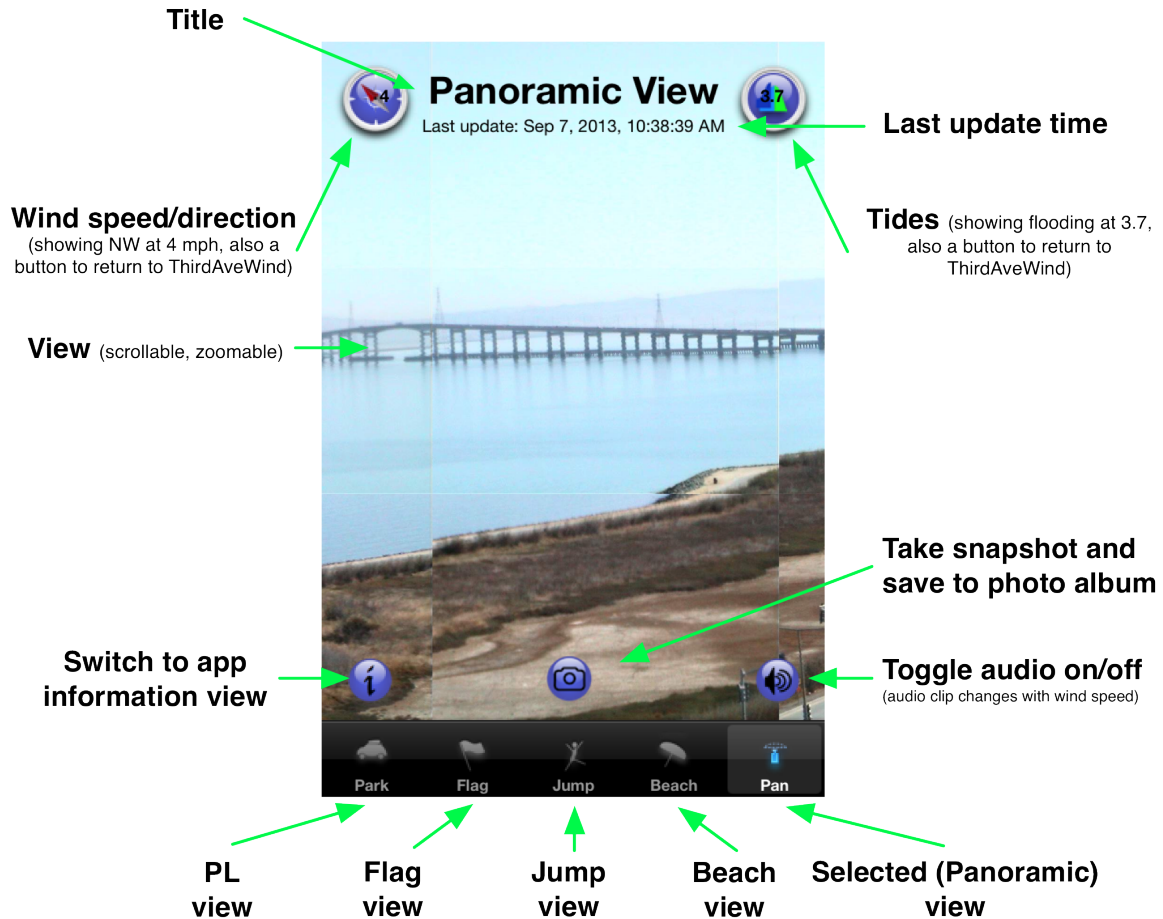 Title
4
Panoramic View
3.7
Last update: Sep 7, 2013, 10:38:39 AM
Last update time
Wind speed/direction
(showing NW at 4 mph, also a
button to return to ThirdAveWind)
Tides (showing flooding at 3.7,
also a button to return to
ThirdAveWind)
View (scrollable, zoomable)
Take snapshot and
save to photo album
Switch to app
information view
i
Toggle audio on/off
(audio clip changes with wind speed)
Park
Flag
Jump
Beach
Pan
PL
view
Flag
view
Jump
view
Beach
view
Selected (Panoramic)
view